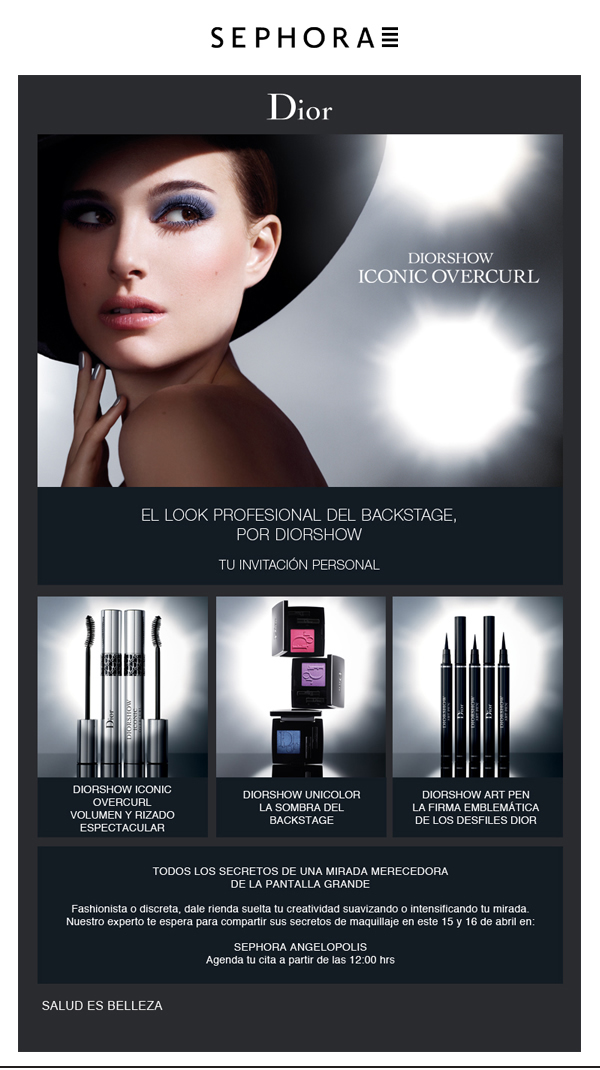 SEPHORA
Dior
DIORSHOW
ICONIC OVERCURL
EL LOOK PROFESIONAL DEL BACKSTAGE,
POR DIORSHOW
TU INVITACIÓN PERSONAL
Dior
DIORSHOW
Dior
Dior
DIORSHOW ICONIC
OVERCURL
VOLUMEN Y RIZADO
ESPECTACULAR
DIORSHOW UNICOLOR
LA SOMBRA DEL
BACKSTAGE
DIORSHOW ART PEN
LA FIRMA EMBLEMÁTICA
DE LOS DESFILES DIOR
TODOS LOS SECRETOS DE UNA MIRADA MERECEDORA
DE LA PANTALLA GRANDE
Fashionista o discreta, dale rienda suelta tu creatividad suavizando o intensificando tu mirada.
Nuestro experto te espera para compartir sus secretos de maquillaje en este 15 y 16 de abril en:
SEPHORA ANGELOPOLIS
Agenda tu cita a partir de las 12:00 hrs
SALUD ES BELLEZA